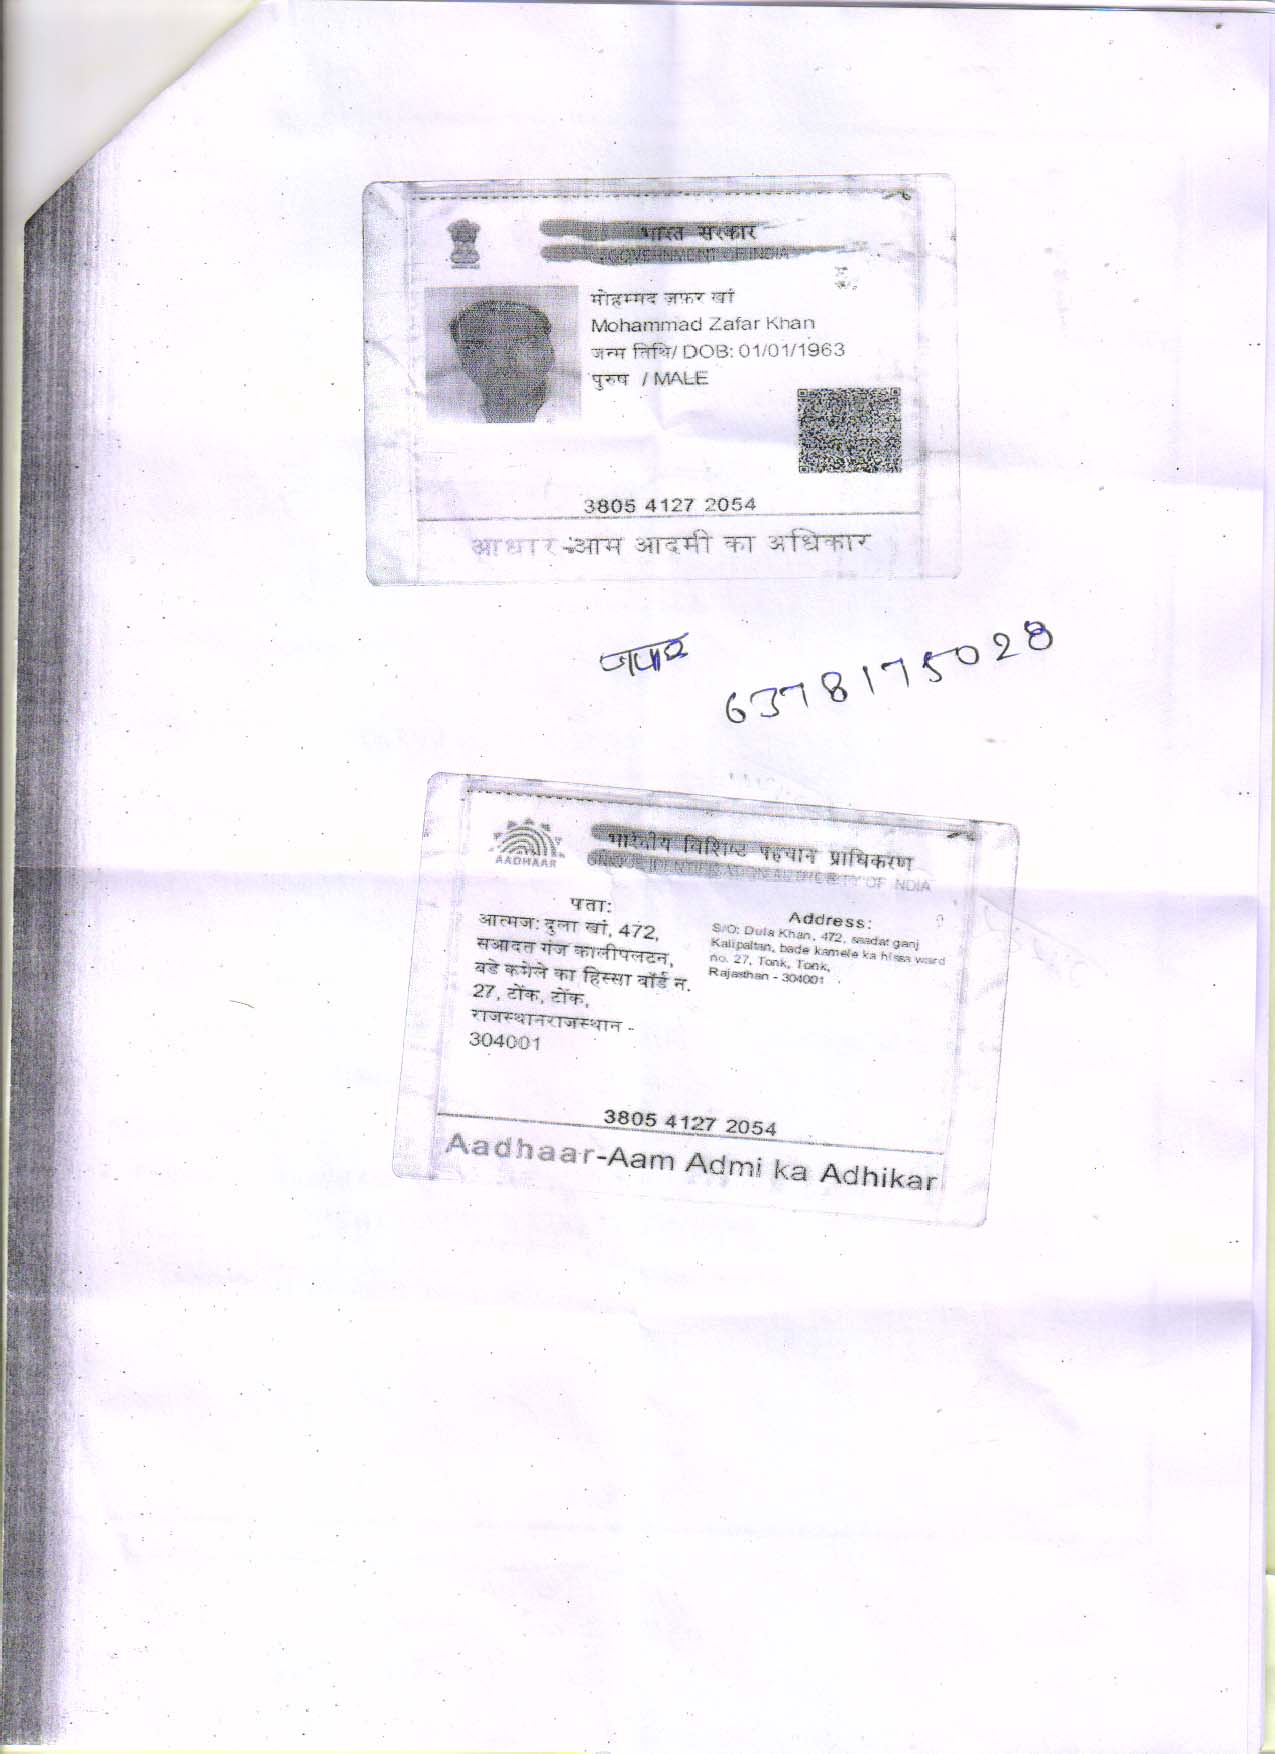 भारत सरकार
GOVERNMENT OF INDIA
मोहम्मद ज़फर खां
Mohammad Zafar Khan
जन्म तिथि/ DOB: 01/01/1963
पुरुष / MALE
3805 4127 2054
आधार-आम आदमी का अधिकार
6378175028
AADHAAR
भारतीय विशिष्ट पहचान प्राधिकरण
UNIQUE IDENTIFICATION AUTHORITY OF INDIA
पता:
आत्मज: दुला खां, 472,
सआदत गंज कालीपलटन,
बडे कमेले का हिस्सा वॉर्ड न.
27, टोंक, टोंक,
राजस्थानराजस्थान -
304001
Address:
S/O: Dula Khan, 472, saadat ganj
Kalipaltan, bade kamele ka hissa ward
no. 27, Tonk, Tonk,
Rajasthan - 304001
3805 4127 2054
Aadhaar-Aam Admi ka Adhikar